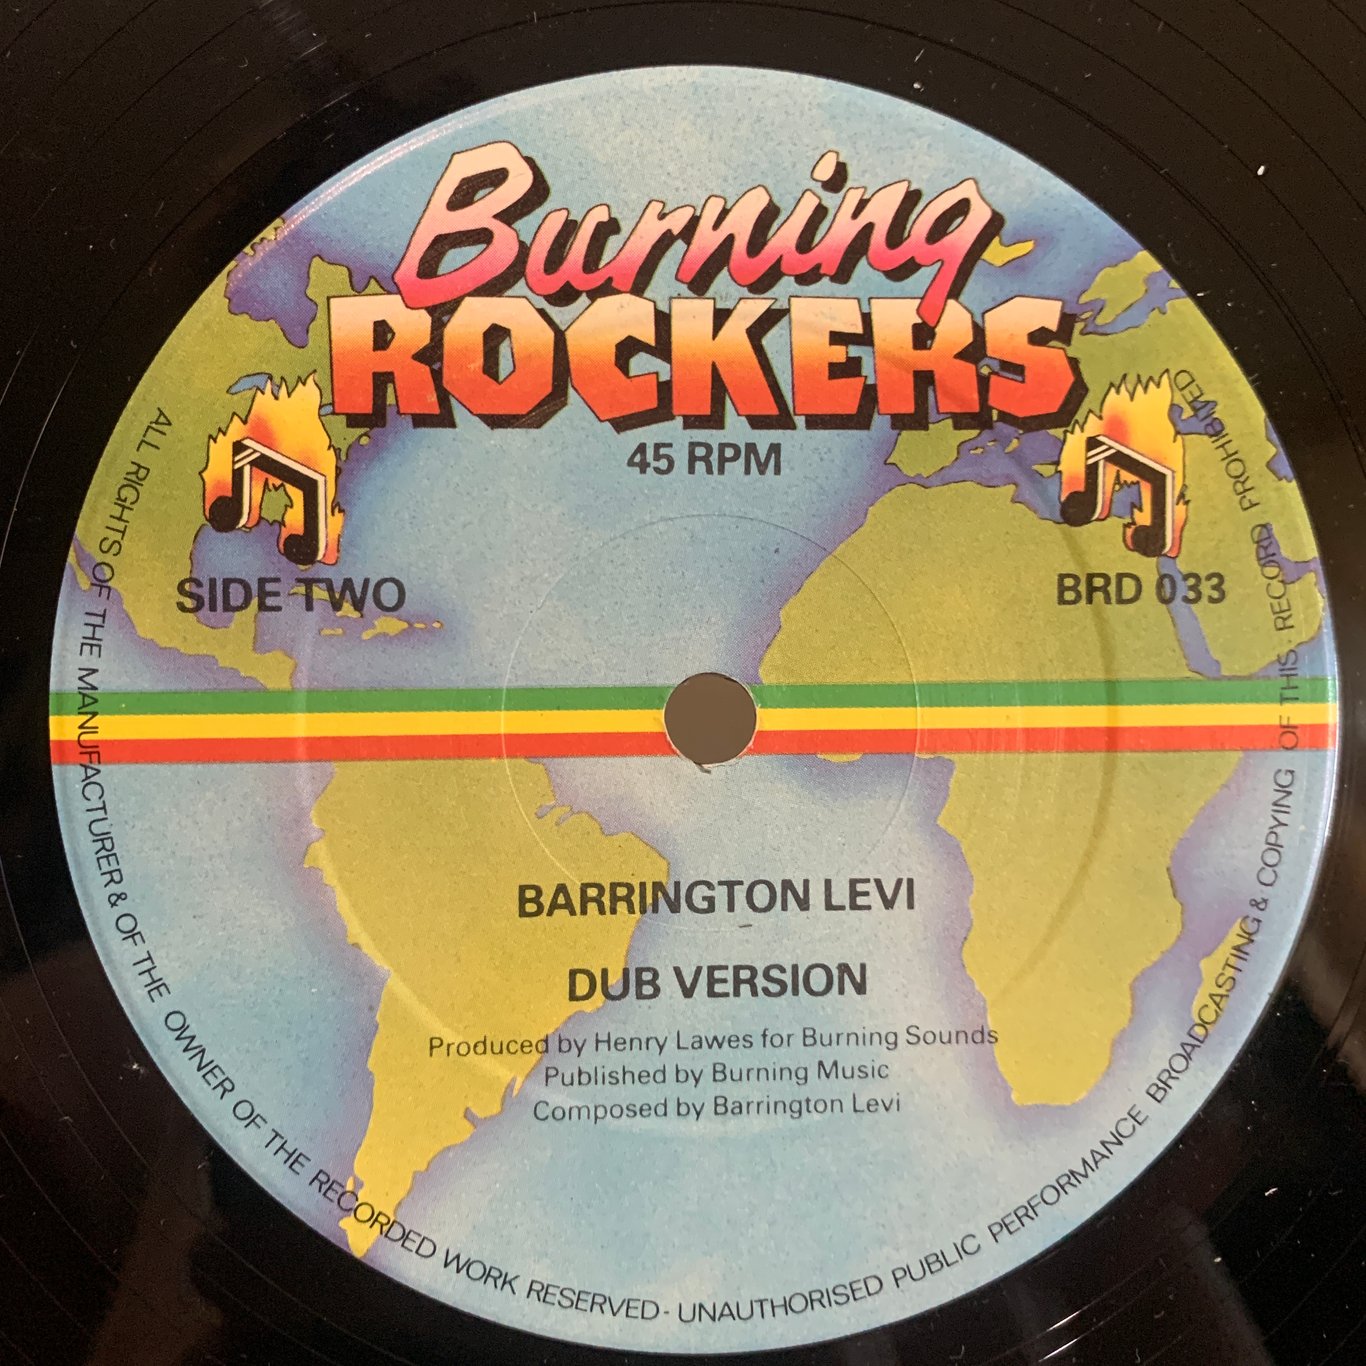 Burning
ROCKERS
45 RPM
SIDE TWO
BRD 033
BARRINGTON LEVI
DUB VERSION
Produced by Henry Lawes for Burning Sounds
Published by Burning Music
Composed by Barrington Levi
ALL RIGHTS OF THE MANUFACTURER & OF THE OWNER OF THE RECORDED WORK RESERVED - UNAUTHORISED PUBLIC PERFORMANCE BROADCASTING & COPYING OF THIS RECORD PROHIBITED